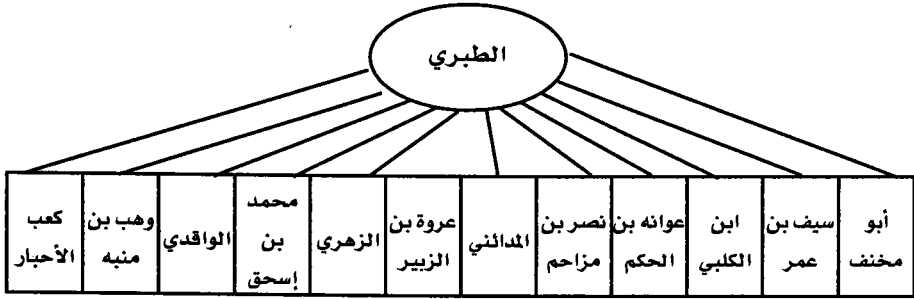 الطبري
أبو مخنف
سيف بن عمر
ابن الكلبي
عوانه بن الحكم
نصر بن مزاحم
المدائني
عروة بن الزبير
الزهري
محمد بن إسحق
الواقدي
وهب بن منبه
كعب الأحبار